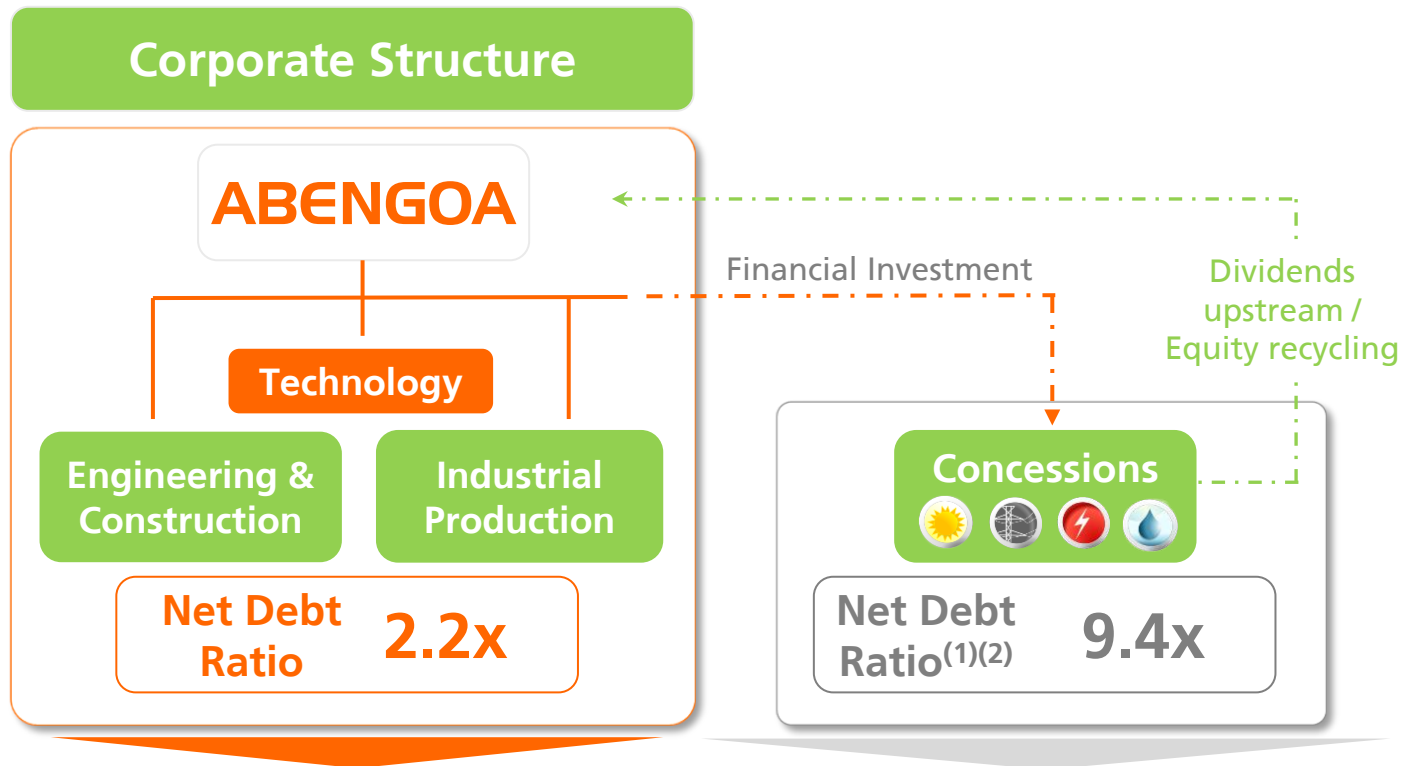 Corporate Structure
ABENGOA
Financial Investment
Dividends
upstream /
Equity recycling
Technology
Engineering &
Construction
Industrial
Production
Concessions
Net Debt
Ratio
2.2x
Net Debt
Ratio(1)(2)
9.4x